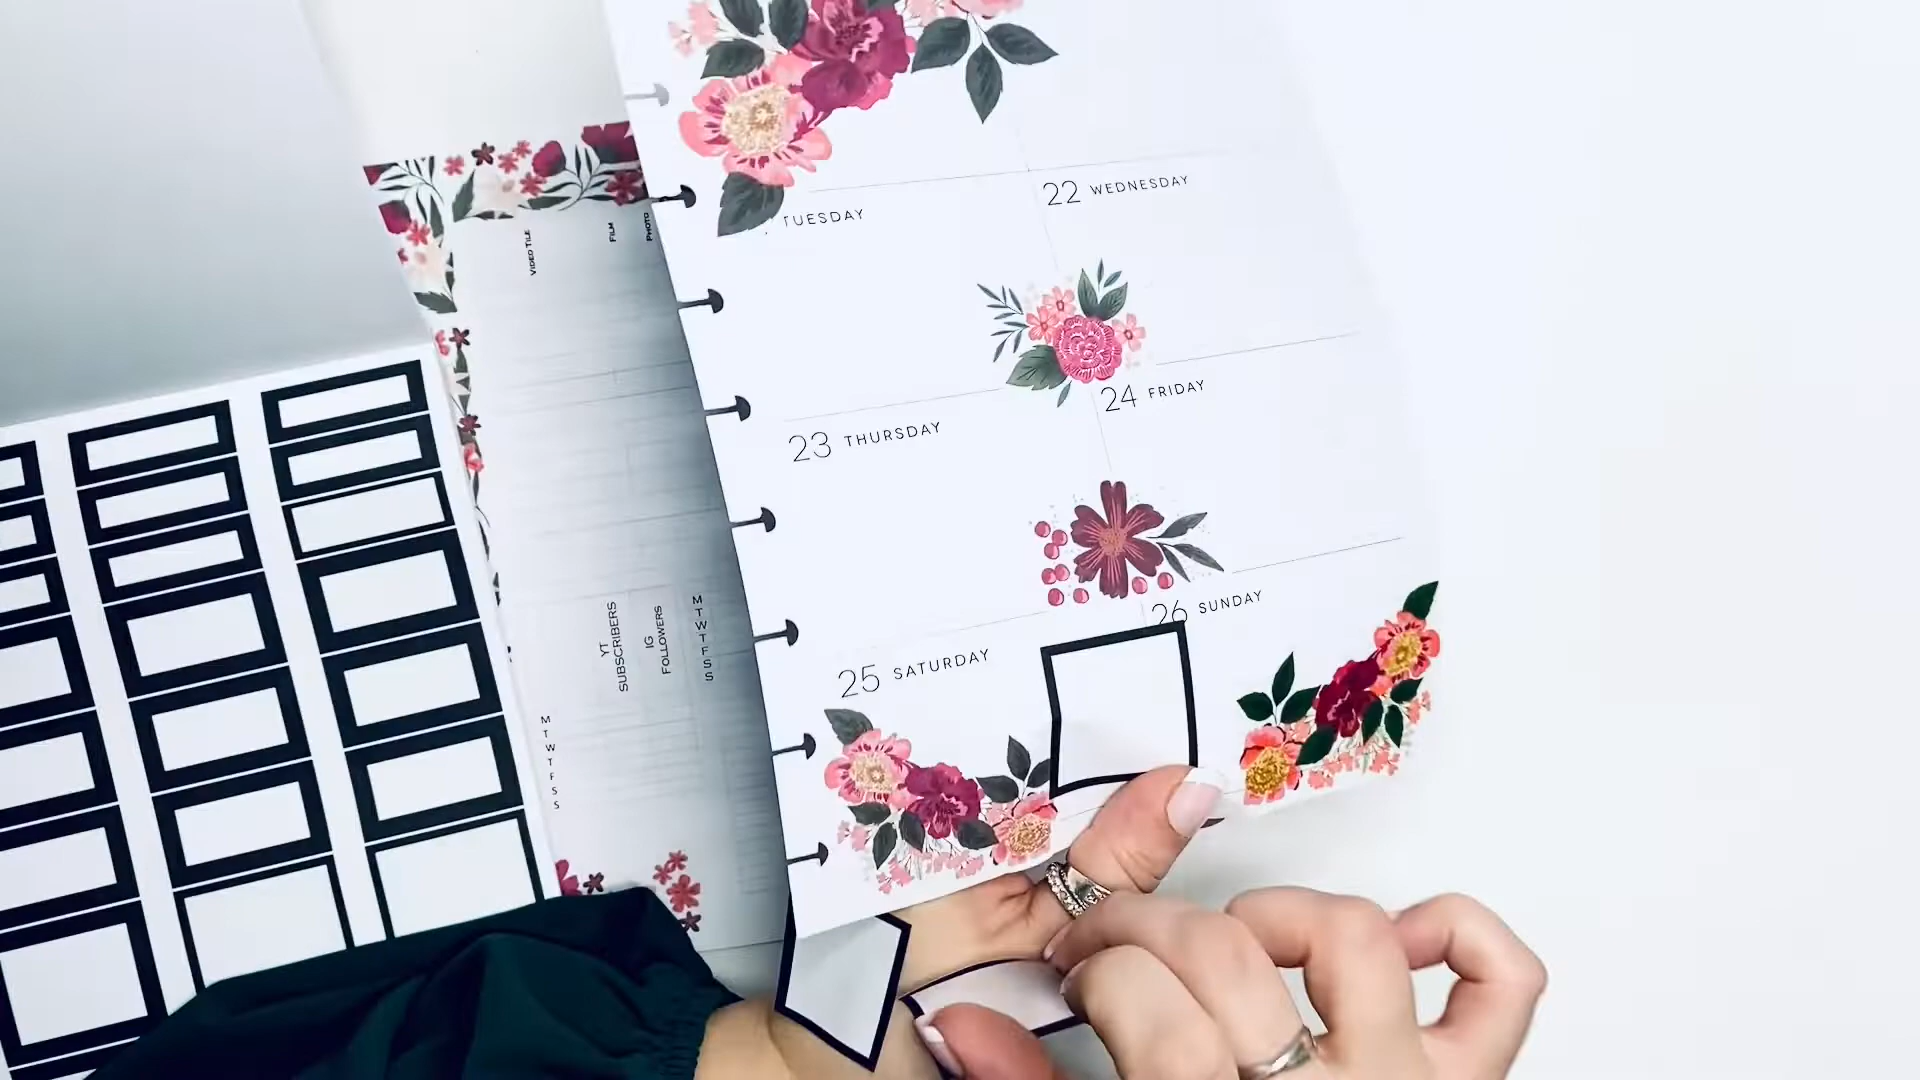 VIDEO TILE
FILM
PHOTO
TUESDAY
22 WEDNESDAY
23 THURSDAY
24 FRIDAY
25 SATURDAY
26 SUNDAY
YT
SUBSCRIBERS
IG
FOLLOWERS
M
T
W
T
F
S
S
M
T
W
T
F
S
S